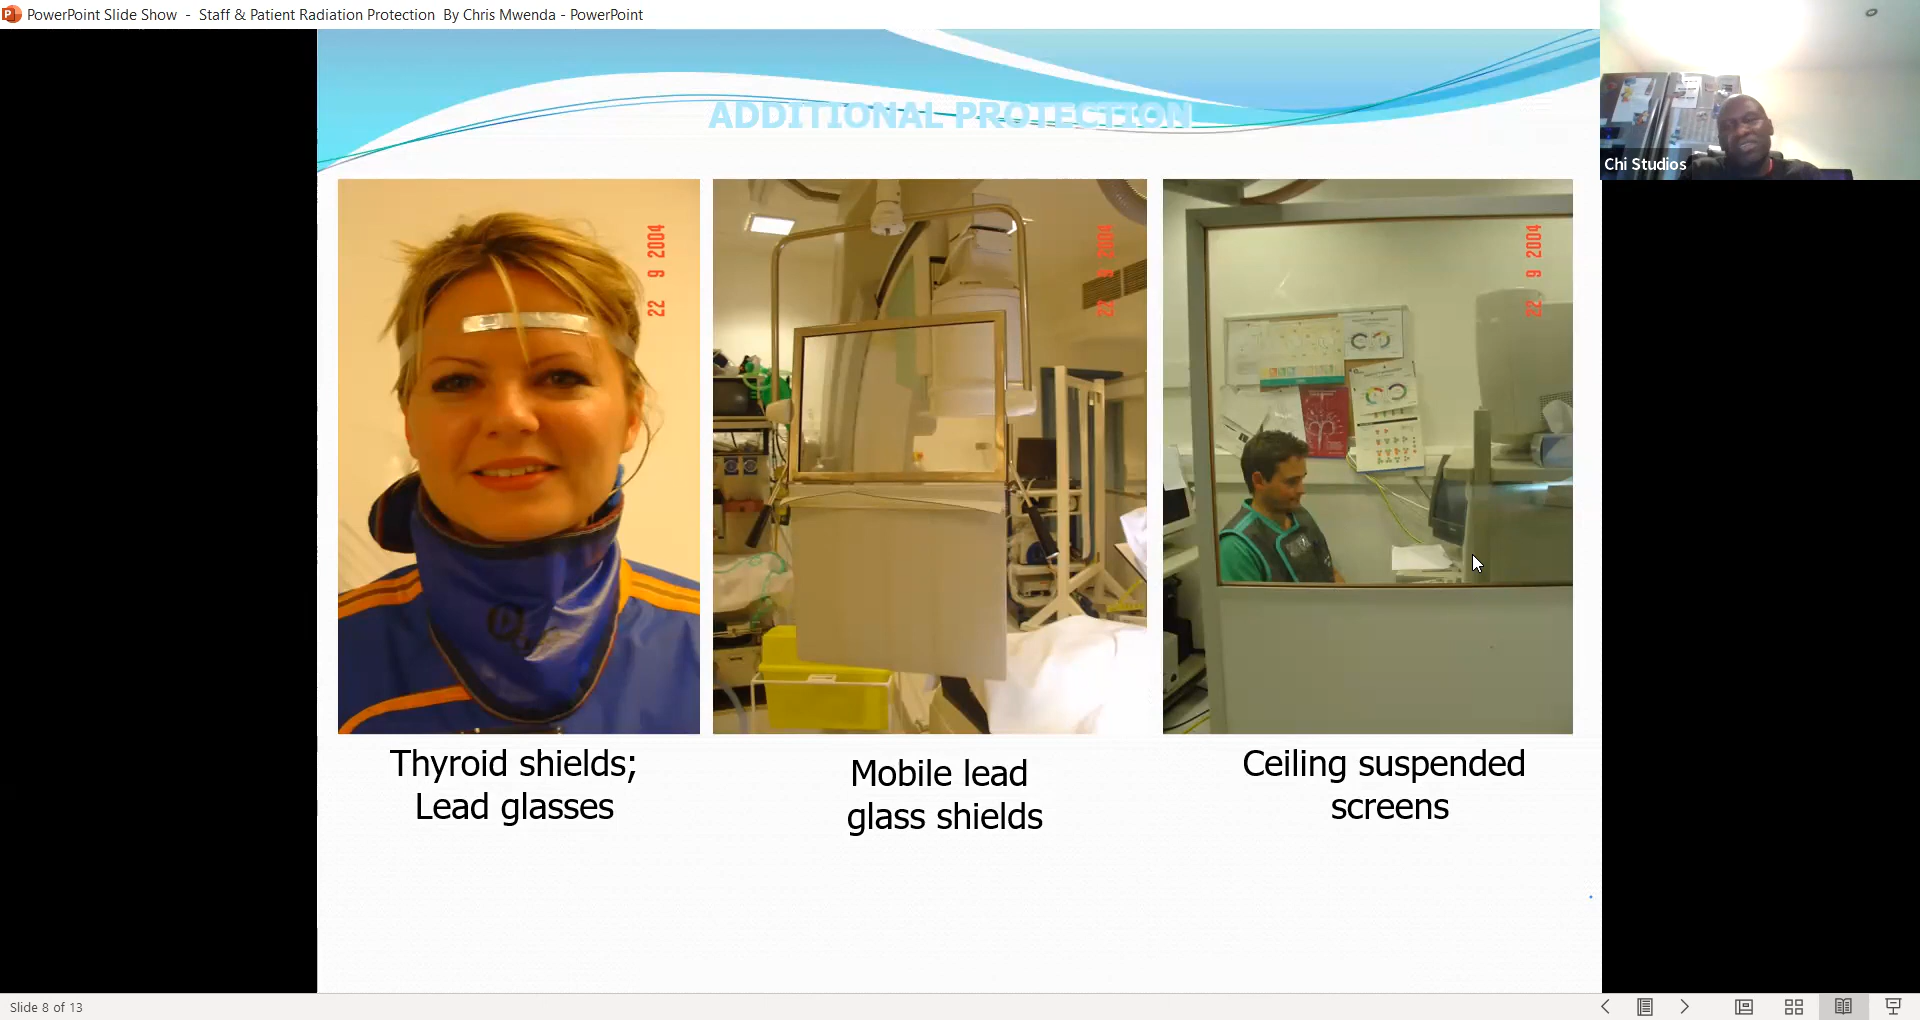 PowerPoint Slide Show - Staff & Patient Radiation Protection By Chris Mwenda - PowerPoint
Chi Studios
ADDITIONAL PROTECTION
22 9 2004
22 9 2004
22 9 2004
Thyroid shields;
Lead glasses
Mobile lead
glass shields
Ceiling suspended
screens
Slide 8 of 13